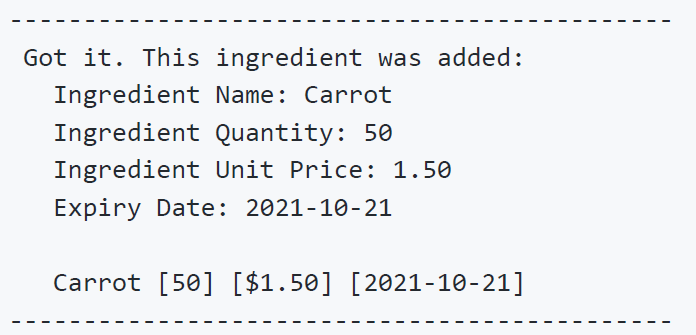 ---------------------------------------------
Got it. This ingredient was added:
Ingredient Name: Carrot
Ingredient Quantity: 50
Ingredient Unit Price: 1.50
Expiry Date: 2021-10-21
Carrot [50] [$1.50] [2021-10-21]
---------------------------------------------